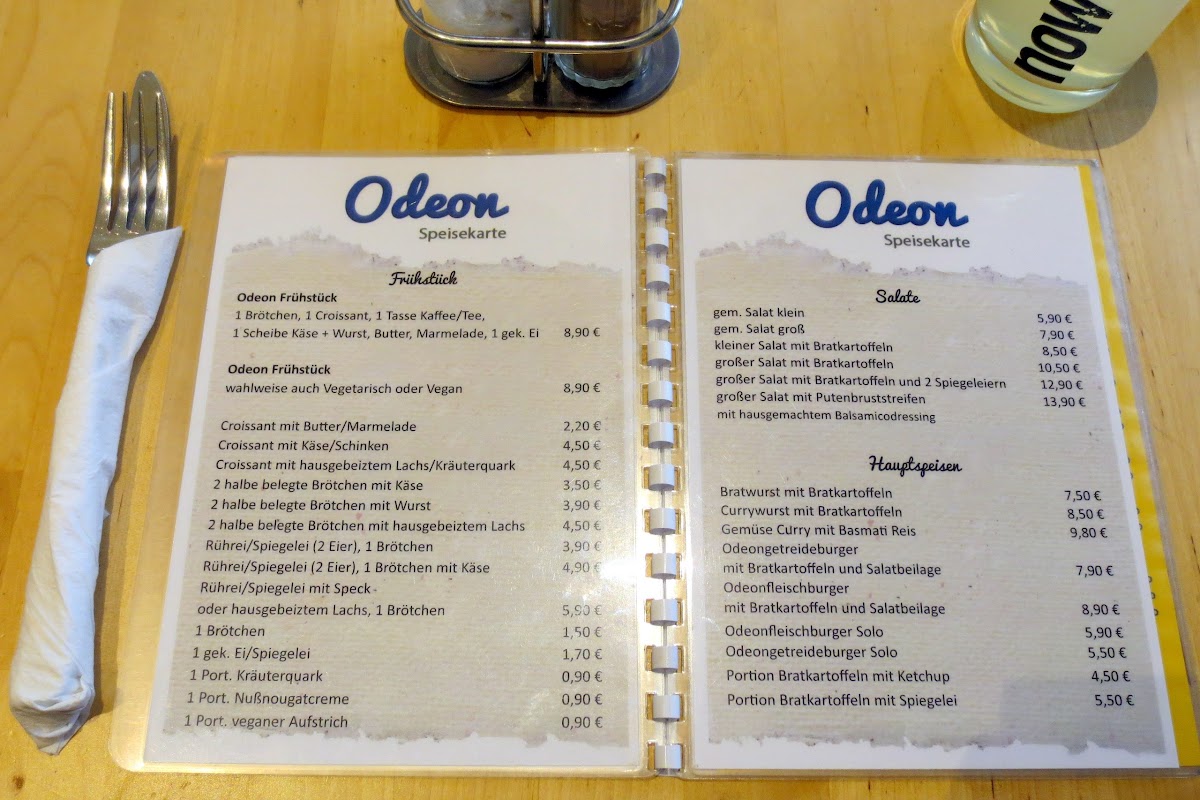 now
Odeon
Speisekarte
Frühstück
Odeon Frühstück
1 Brötchen, 1 Croissant, 1 Tasse Kaffee/Tee,
1 Scheibe Käse + Wurst, Butter, Marmelade, 1 gek. Ei 8,90 €
Odeon Frühstück
wahlweise auch Vegetarisch oder Vegan 8,90 €
Croissant mit Butter/Marmelade 2,20 €
Croissant mit Käse/Schinken 4,50 €
Croissant mit hausgebeiztem Lachs/Kräuterquark 4,50 €
2 halbe belegte Brötchen mit Käse 3,50 €
2 halbe belegte Brötchen mit Wurst 3,90 €
2 halbe belegte Brötchen mit hausgebeiztem Lachs 4,50 €
Rührei/Spiegelei (2 Eier), 1 Brötchen 3,90 €
Rührei/Spiegelei (2 Eier), 1 Brötchen mit Käse 4,90 €
Rührei/Spiegelei mit Speck
oder hausgebeiztem Lachs, 1 Brötchen 5,90 €
1 Brötchen 1,50 €
1 gek. Ei/Spiegelei 1,70 €
1 Port. Kräuterquark 0,90 €
1 Port. Nußnougatcreme 0,90 €
1 Port. veganer Aufstrich 0,90 €
Odeon
Speisekarte
Salate
gem. Salat klein 5,90 €
gem. Salat groß 7,90 €
kleiner Salat mit Bratkartoffeln 8,50 €
großer Salat mit Bratkartoffeln 10,50 €
großer Salat mit Bratkartoffeln und 2 Spiegeleiern 12,90 €
großer Salat mit Putenbruststreifen 13,90 €
mit hausgemachtem Balsamicodressing
Hauptspeisen
Bratwurst mit Bratkartoffeln 7,50 €
Currywurst mit Bratkartoffeln 8,50 €
Gemüse Curry mit Basmati Reis 9,80 €
Odeongetreideburger
mit Bratkartoffeln und Salatbeilage 7,90 €
Odeonfleischburger
mit Bratkartoffeln und Salatbeilage 8,90 €
Odeonfleischburger Solo 5,90 €
Odeongetreideburger Solo 5,50 €
Portion Bratkartoffeln mit Ketchup 4,50 €
Portion Bratkartoffeln mit Spiegelei 5,50 €